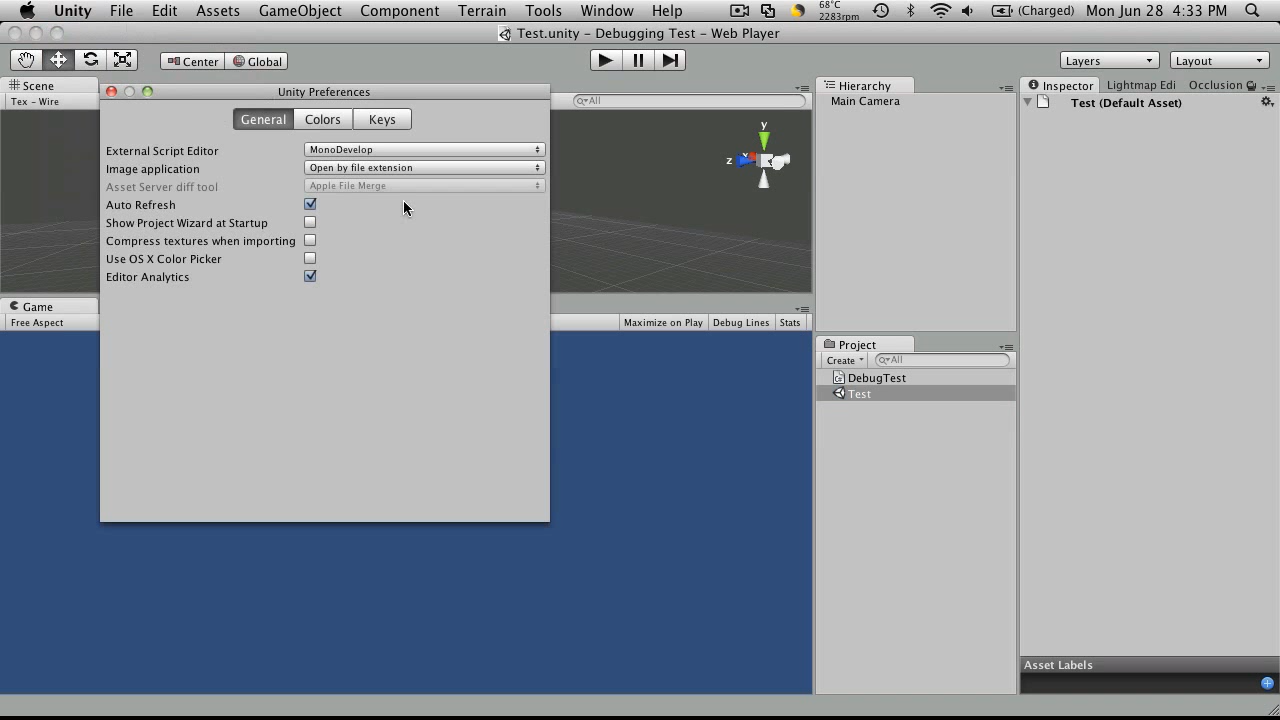 Unity File Edit Assets GameObject Component Terrain Tools Window Help 68°C 2283rpm (Charged) Mon Jun 28 4:33 PM
Test.unity – Debugging Test – Web Player
Center Global Layers Layout
Scene
Tex – Wire
All
Unity Preferences
General Colors Keys
External Script Editor MonoDevelop
Image application Open by file extension
Asset Server diff tool Apple File Merge
Auto Refresh
Show Project Wizard at Startup
Compress textures when importing
Use OS X Color Picker
Editor Analytics
y
z
Game
Free Aspect Maximize on Play Debug Lines Stats
Hierarchy
Main Camera
Project
Create All
DebugTest
Test
Inspector Lightmap Edi Occlusion
Test (Default Asset)
Asset Labels